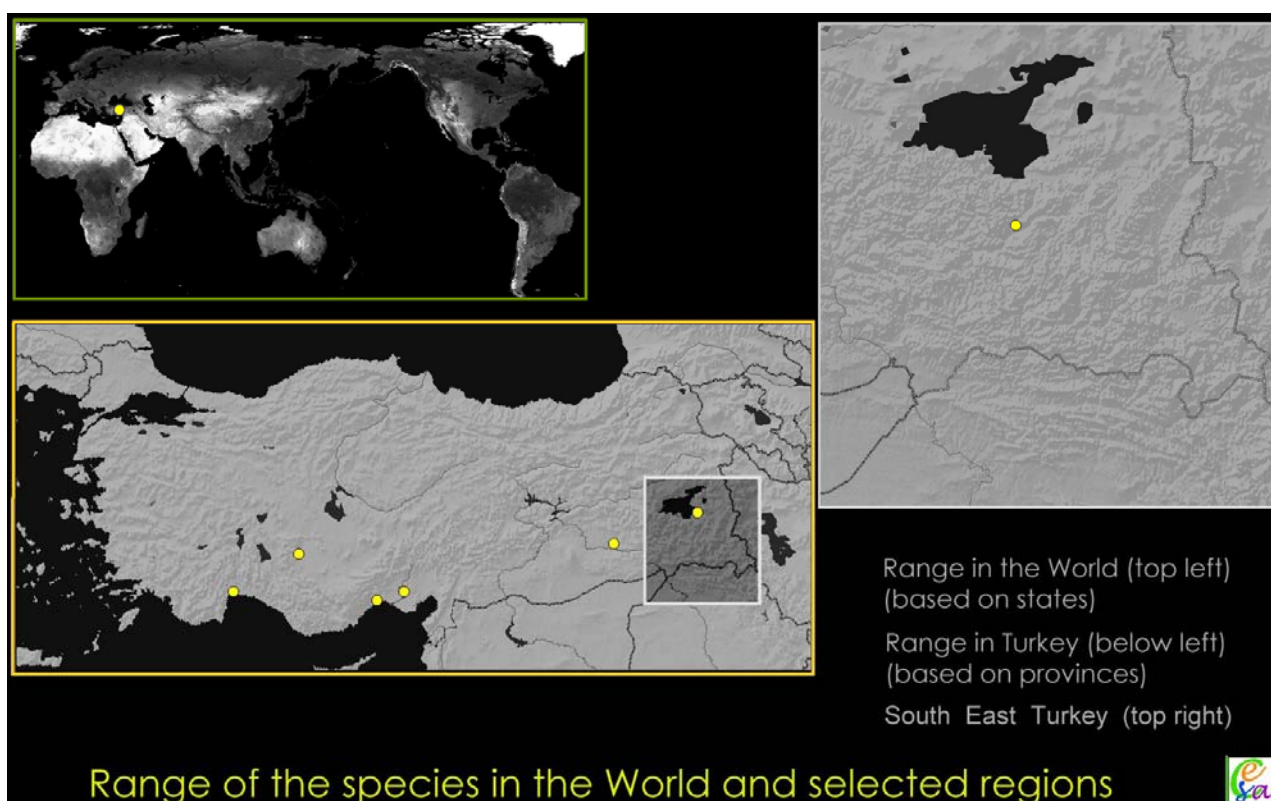 Range in the World (top left)
(based on states)
Range in Turkey (below left)
(based on provinces)
South East Turkey (top right)
Range of the species in the World and selected regions
esa